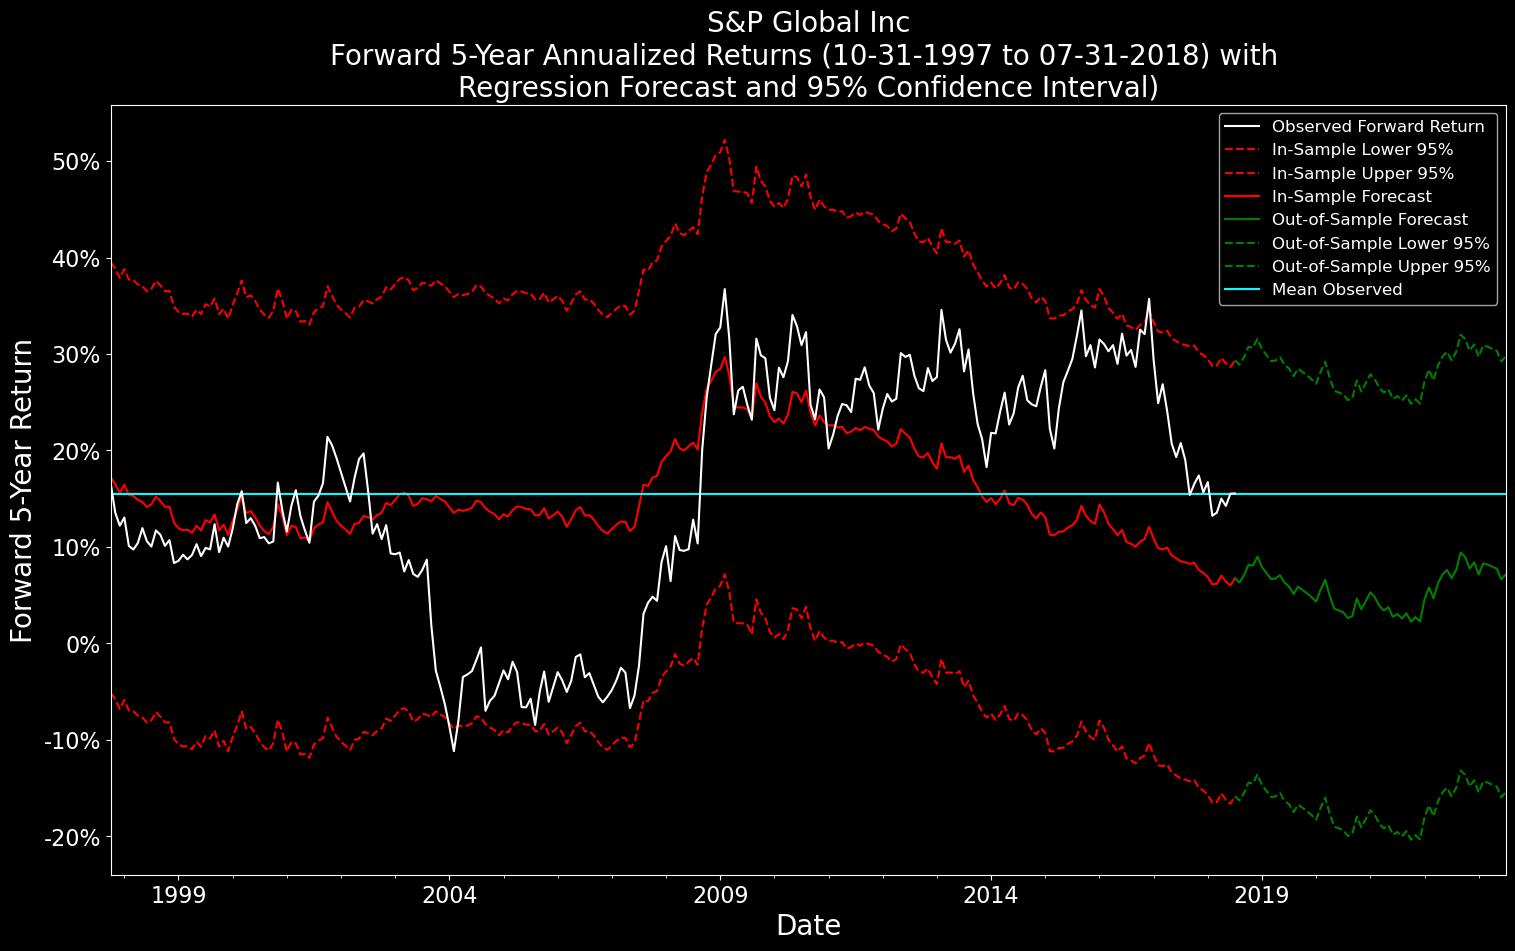 S&P Global Inc
Forward 5-Year Annualized Returns (10-31-1997 to 07-31-2018) with
Regression Forecast and 95% Confidence Interval)
Observed Forward Return
In-Sample Lower 95%
In-Sample Upper 95%
In-Sample Forecast
Out-of-Sample Forecast
Out-of-Sample Lower 95%
Out-of-Sample Upper 95%
Mean Observed
Forward 5-Year Return
50%
40%
30%
20%
10%
0%
-10%
-20%
1999 2004 2009 2014 2019
Date